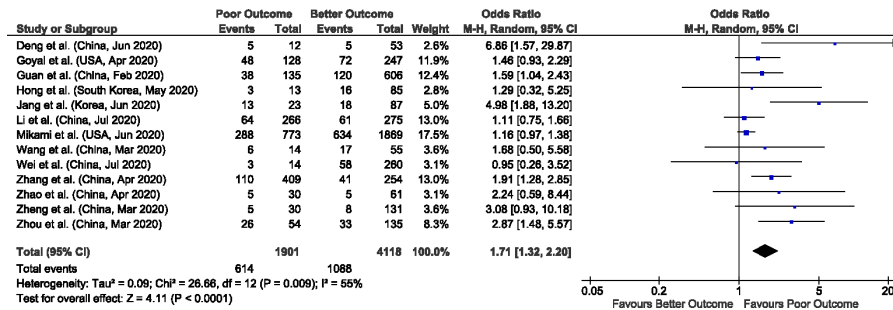 Poor Outcome Better Outcome Odds Ratio Odds Ratio
Study or Subgroup Events Total Events Total Weight M-H, Random, 95% CI M-H, Random, 95% CI
Deng et al. (China, Jun 2020) 5 12 5 53 2.6% 6.86 [1.57, 29.87]
Goyal et al. (USA, Apr 2020) 48 128 72 247 11.9% 1.46 [0.93, 2.29]
Guan et al. (China, Feb 2020) 38 135 120 606 12.4% 1.59 [1.04, 2.43]
Hong et al. (South Korea, May 2020) 3 13 16 85 2.8% 1.29 [0.32, 5.25]
Jang et al. (Korea, Jun 2020) 13 23 18 87 5.0% 4.98 [1.88, 13.20]
Li et al. (China, Jul 2020) 64 266 61 275 13.1% 1.11 [0.75, 1.66]
Mikami et al. (USA, Jun 2020) 288 773 634 1869 17.5% 1.16 [0.97, 1.38]
Wang et al. (China, Mar 2020) 6 14 17 55 3.7% 1.68 [0.50, 5.58]
Wei et al. (China, Jul 2020) 3 14 58 260 3.1% 0.95 [0.26, 3.52]
Zhang et al. (China, Apr 2020) 110 409 41 254 13.0% 1.91 [1.28, 2.85]
Zhao et al. (China, Apr 2020) 5 30 5 61 3.0% 2.24 [0.59, 8.44]
Zheng et al. (China, Mar 2020) 5 30 8 131 3.6% 3.08 [0.93, 10.18]
Zhou et al. (China, Mar 2020) 26 54 33 135 8.3% 2.87 [1.48, 5.57]
Total (95% CI) 1901 4118 100.0% 1.71 [1.32, 2.20]
Total events 614 1088
Heterogeneity: Tau² = 0.09; Chi² = 26.66, df = 12 (P = 0.009); I² = 55%
Test for overall effect: Z = 4.11 (P < 0.0001)
0.05 0.2 1 5 20
Favours Better Outcome Favours Poor Outcome